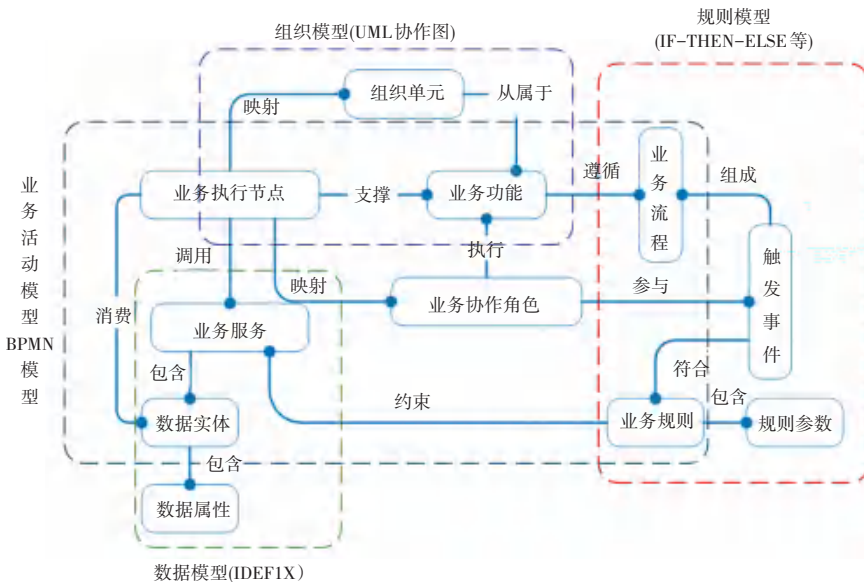 组织模型(UML协作图)
规则模型
(IF-THEN-ELSE等)
映射
组织单元
从属于
业务活动模型
BPMN
模型
业务执行节点
支撑
业务功能
遵循
业务流程
组成
调用
执行
映射
业务协作角色
参与
触发事件
消费
业务服务
包含
约束
符合
数据实体
业务规则
包含
规则参数
包含
数据属性
数据模型(IDEF1X)